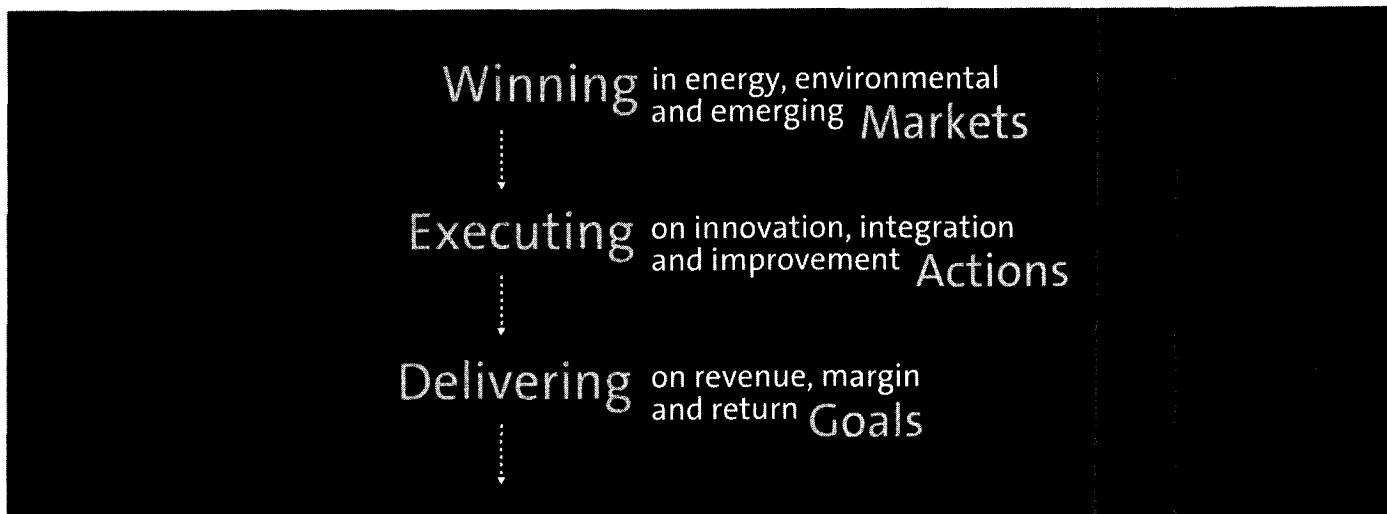 Winning in energy, environmental
and emerging Markets
Executing on innovation, integration
and improvement Actions
Delivering on revenue, margin
and return Goals